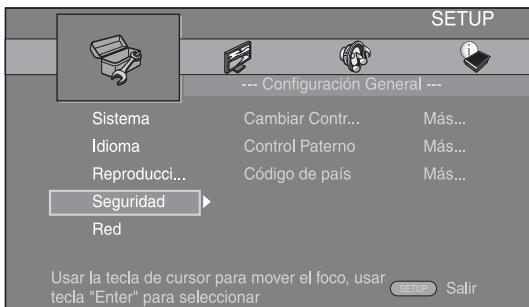 SETUP
--- Configuración General ---
Sistema
Cambiar Contr... Más...
Idioma
Control Paterno Más...
Reproducci...
Código de país Más...
Seguridad
Red
Usar la tecla de cursor para mover el foco, usar
tecla "Enter" para seleccionar
SETUP Salir